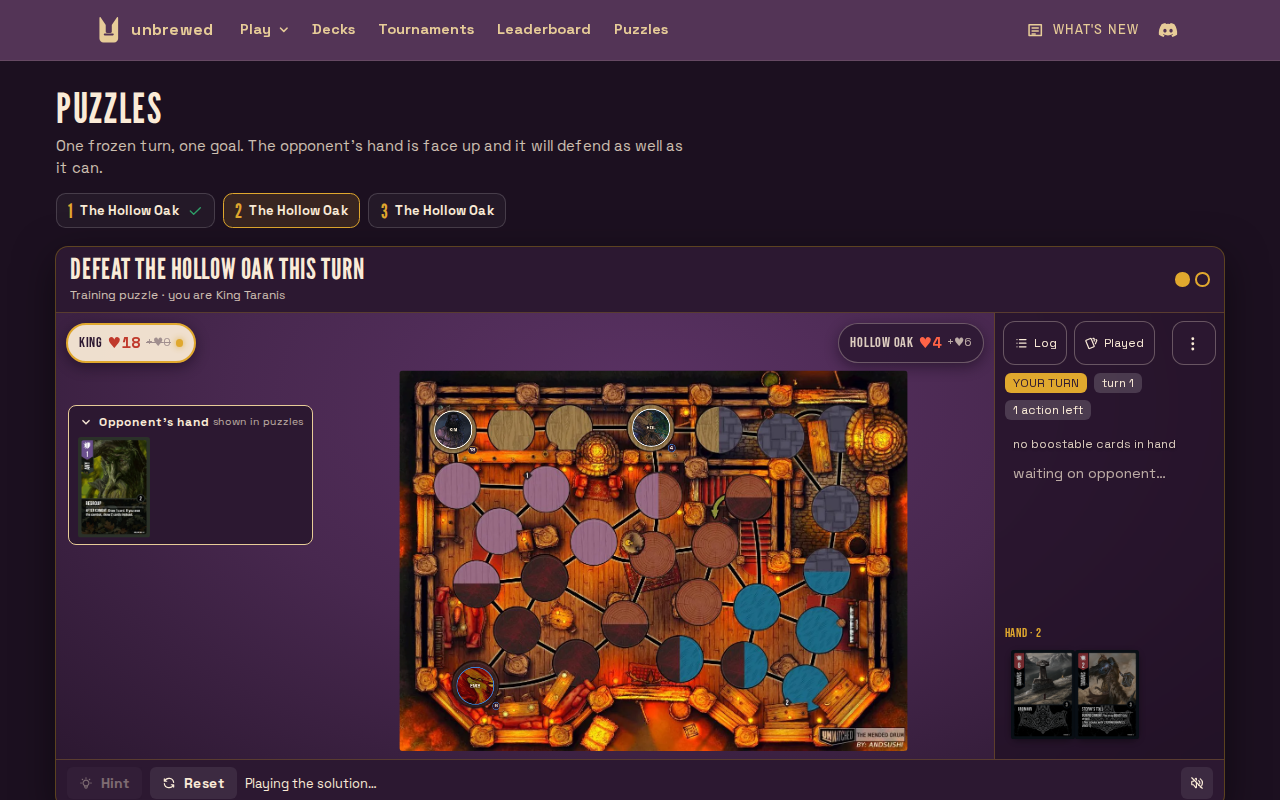 unbrewed
Play
Decks
Tournaments
Leaderboard
Puzzles
WHAT'S NEW
PUZZLES
One frozen turn, one goal. The opponent's hand is face up and it will defend as well as
it can.
1 The Hollow Oak
2 The Hollow Oak
3 The Hollow Oak
DEFEAT THE HOLLOW OAK THIS TURN
Training puzzle · you are King Taranis
KING 18 +♥0
HOLLOW OAK 4 +♥6
Log
Played
YOUR TURN
turn 1
1 action left
Opponent's hand shown in puzzles
no boostable cards in hand
waiting on opponent…
HAND · 2
THE MENDED DRUM
BY: ANDSUSHI
Hint
Reset
Playing the solution…